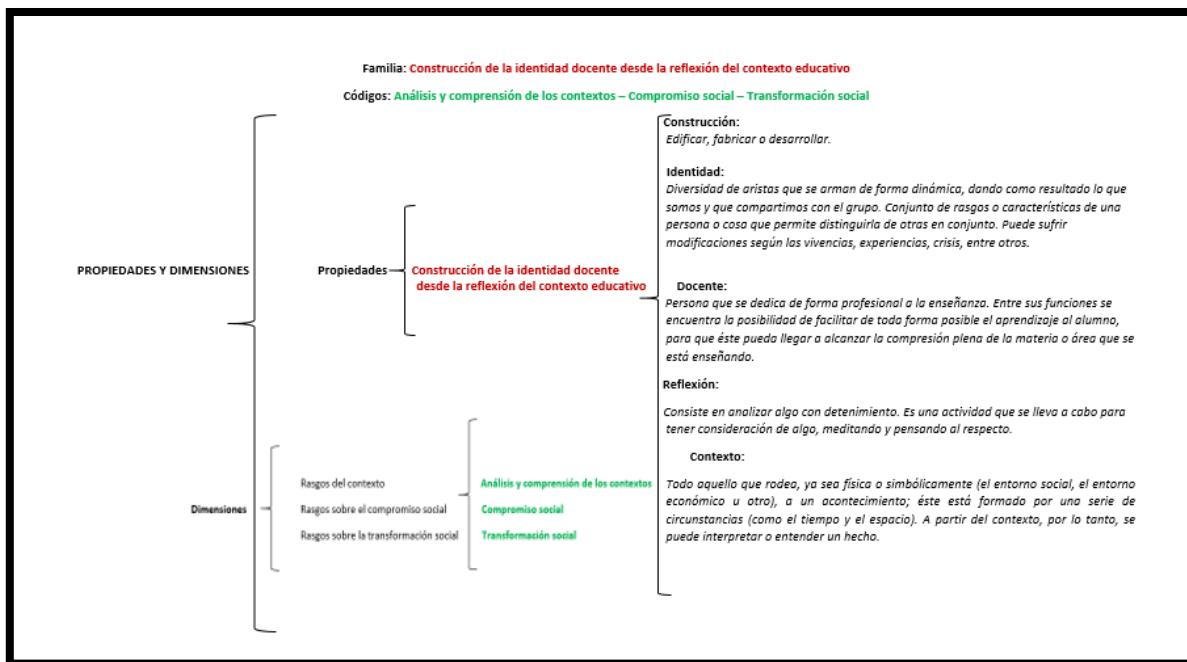 Familia: Construcción de la identidad docente desde la reflexión del contexto educativo
Códigos: Análisis y comprensión de los contextos – Compromiso social – Transformación social
PROPIEDADES Y DIMENSIONES
Propiedades
Construcción de la identidad docente
desde la reflexión del contexto educativo
Construcción:
Edificar, fabricar o desarrollar.
Identidad:
Diversidad de aristas que se arman de forma dinámica, dando como resultado lo que
somos y que compartimos con el grupo. Conjunto de rasgos o características de una
persona o cosa que permite distinguirla de otras en conjunto. Puede sufrir
modificaciones según las vivencias, experiencias, crisis, entre otros.
Docente:
Persona que se dedica de forma profesional a la enseñanza. Entre sus funciones se
encuentra la posibilidad de facilitar de toda forma posible el aprendizaje al alumno,
para que éste pueda llegar a alcanzar la compresión plena de la materia o área que se
está enseñando.
Reflexión:
Consiste en analizar algo con detenimiento. Es una actividad que se lleva a cabo para
tener consideración de algo, meditando y pensando al respecto.
Contexto:
Todo aquello que rodea, ya sea física o simbólicamente (el entorno social, el entorno
económico u otro), a un acontecimiento; éste está formado por una serie de
circunstancias (como el tiempo y el espacio). A partir del contexto, por lo tanto, se
puede interpretar o entender un hecho.
Dimensiones
Rasgos del contexto
Rasgos sobre el compromiso social
Rasgos sobre la transformación social
Análisis y comprensión de los contextos
Compromiso social
Transformación social